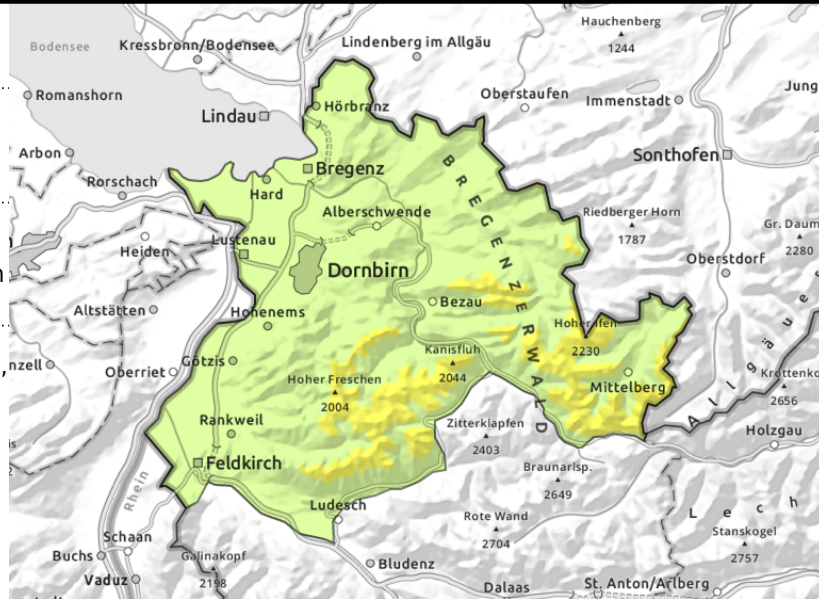 Hauchenberg
1244
Bodensee
Kressbronn/Bodensee
Lindenberg im Allgäu
Romanshorn
Hörbranz
Oberstaufen
Immenstadt
Jung
Lindau
Arbon
Sonthofen
Bregenz
Rorschach
Hard
Alberschwende
Riedberger Horn
1787
Gr. Daum
2280
Heiden
Lustenau
Dornbirn
Oberstdorf
BREGENZERWALD
Bezau
Altstätten
Hohenems
Hoher Ifen
2230
Allgäuer
nzell
Oberriet
Götzis
Kanisfluh
2044
Hoher Freschen
2004
Mittelberg
Krottenko
2656
Rankweil
Zitterklapfen
2403
Holzgau
Feldkirch
Braunarlsp.
2649
Rhein
Ludesch
Lech
Rote Wand
2704
Stanskogel
2757
Schaan
Buchs
Galinakopf
2198
Bludenz
Vaduz
Dalaas
St. Anton/Arlberg